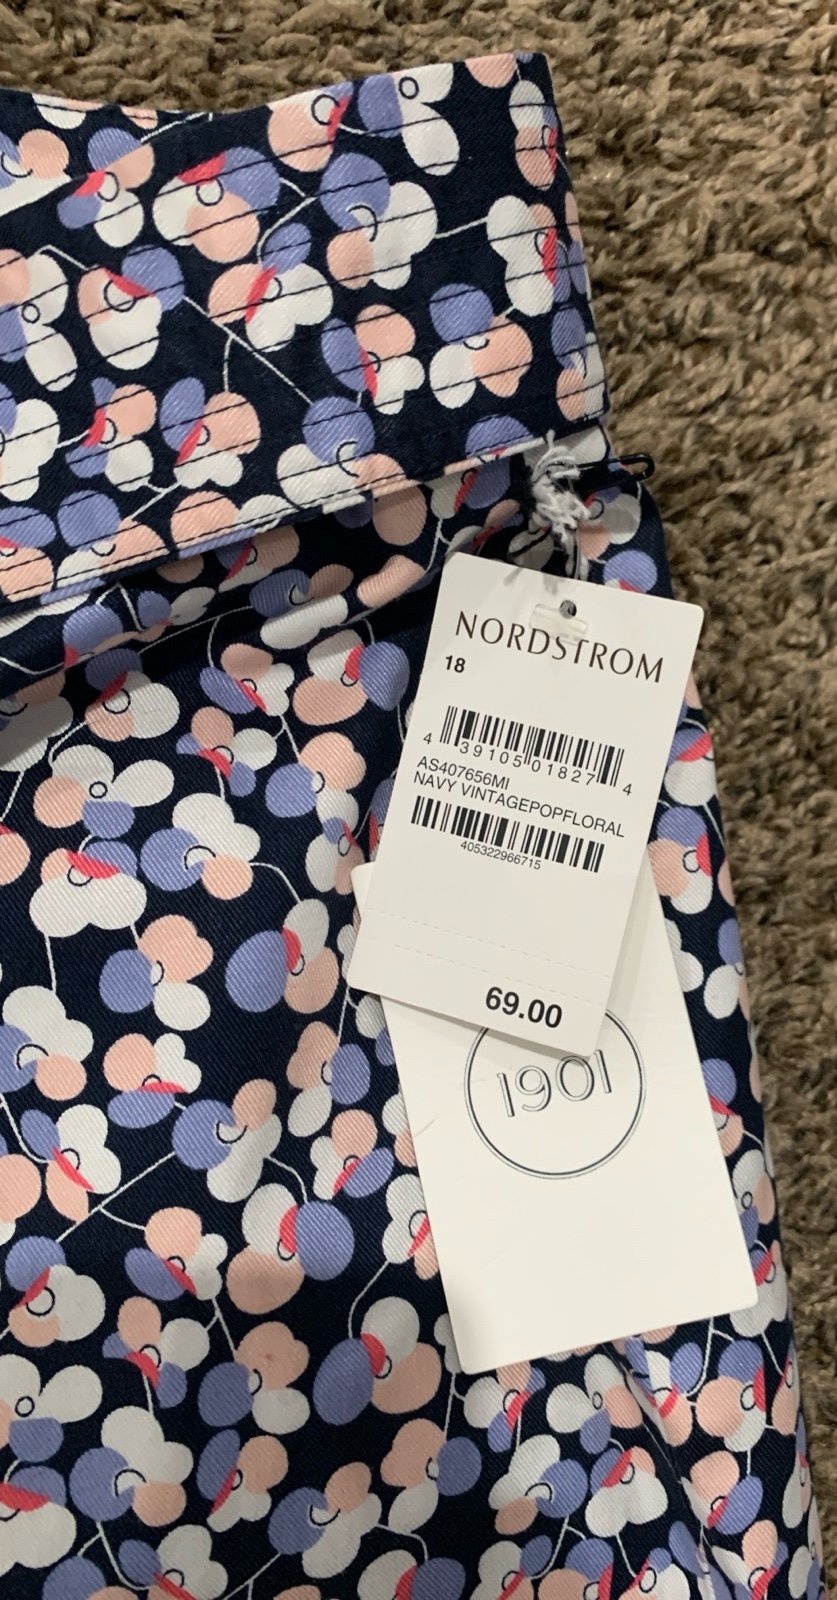 NORDSTROM
18
4 39105 01827 4
AS407656MI
NAVY VINTAGEPOPFLORAL
405322966715
69.00
1901